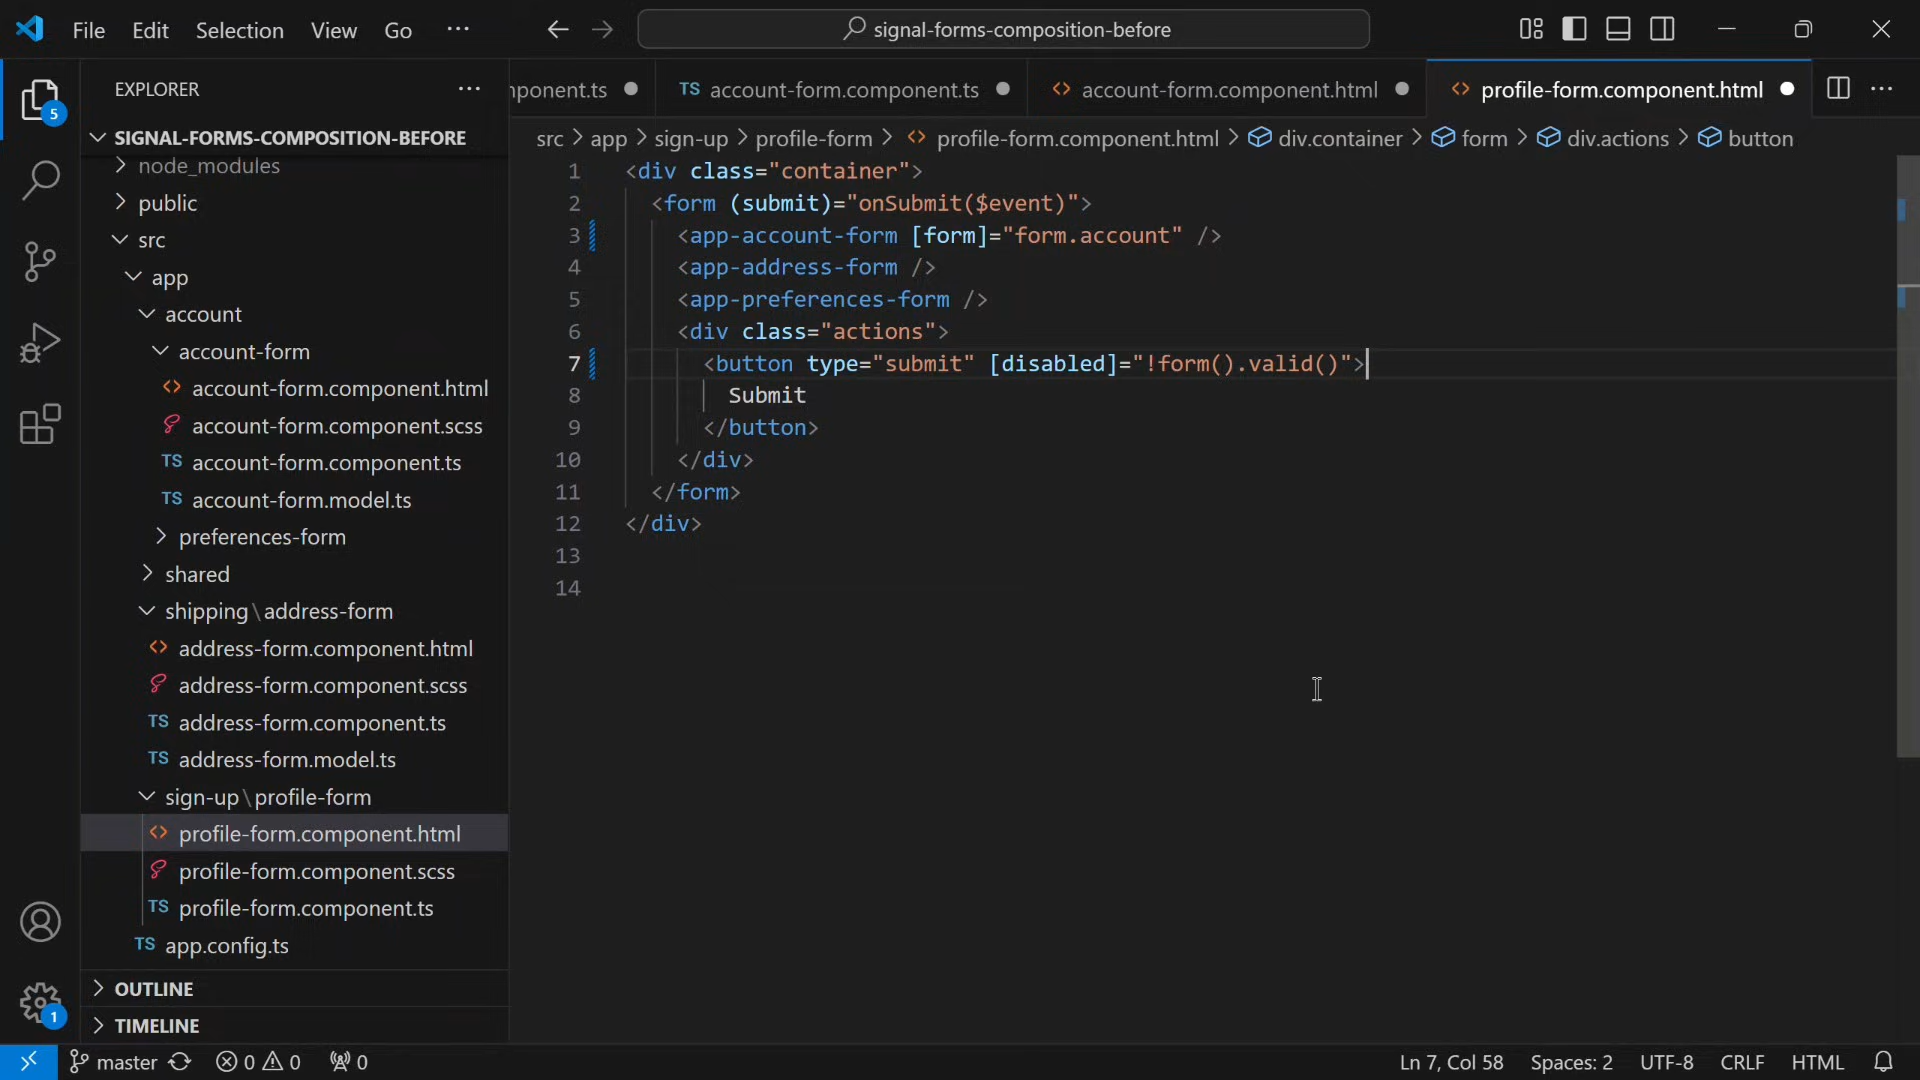 File Edit Selection View Go ···
signal-forms-composition-before
EXPLORER
SIGNAL-FORMS-COMPOSITION-BEFORE
node_modules
public
src
app
account
account-form
account-form.component.html
account-form.component.scss
TS account-form.component.ts
TS account-form.model.ts
preferences-form
shared
shipping\address-form
address-form.component.html
address-form.component.scss
TS address-form.component.ts
TS address-form.model.ts
sign-up\profile-form
profile-form.component.html
profile-form.component.scss
TS profile-form.component.ts
TS app.config.ts
OUTLINE
TIMELINE
5
1
nponent.ts TS account-form.component.ts <> account-form.component.html <> profile-form.component.html
src > app > sign-up > profile-form > <> profile-form.component.html > div.container > form > div.actions > button
1 <div class="container">
2 <form (submit)="onSubmit($event)">
3 <app-account-form [form]="form.account" />
4 <app-address-form />
5 <app-preferences-form />
6 <div class="actions">
7 <button type="submit" [disabled]="!form().valid()">
8 Submit
9 </button>
10 </div>
11 </form>
12 </div>
13
14
master 0 0 0 Ln 7, Col 58 Spaces: 2 UTF-8 CRLF HTML